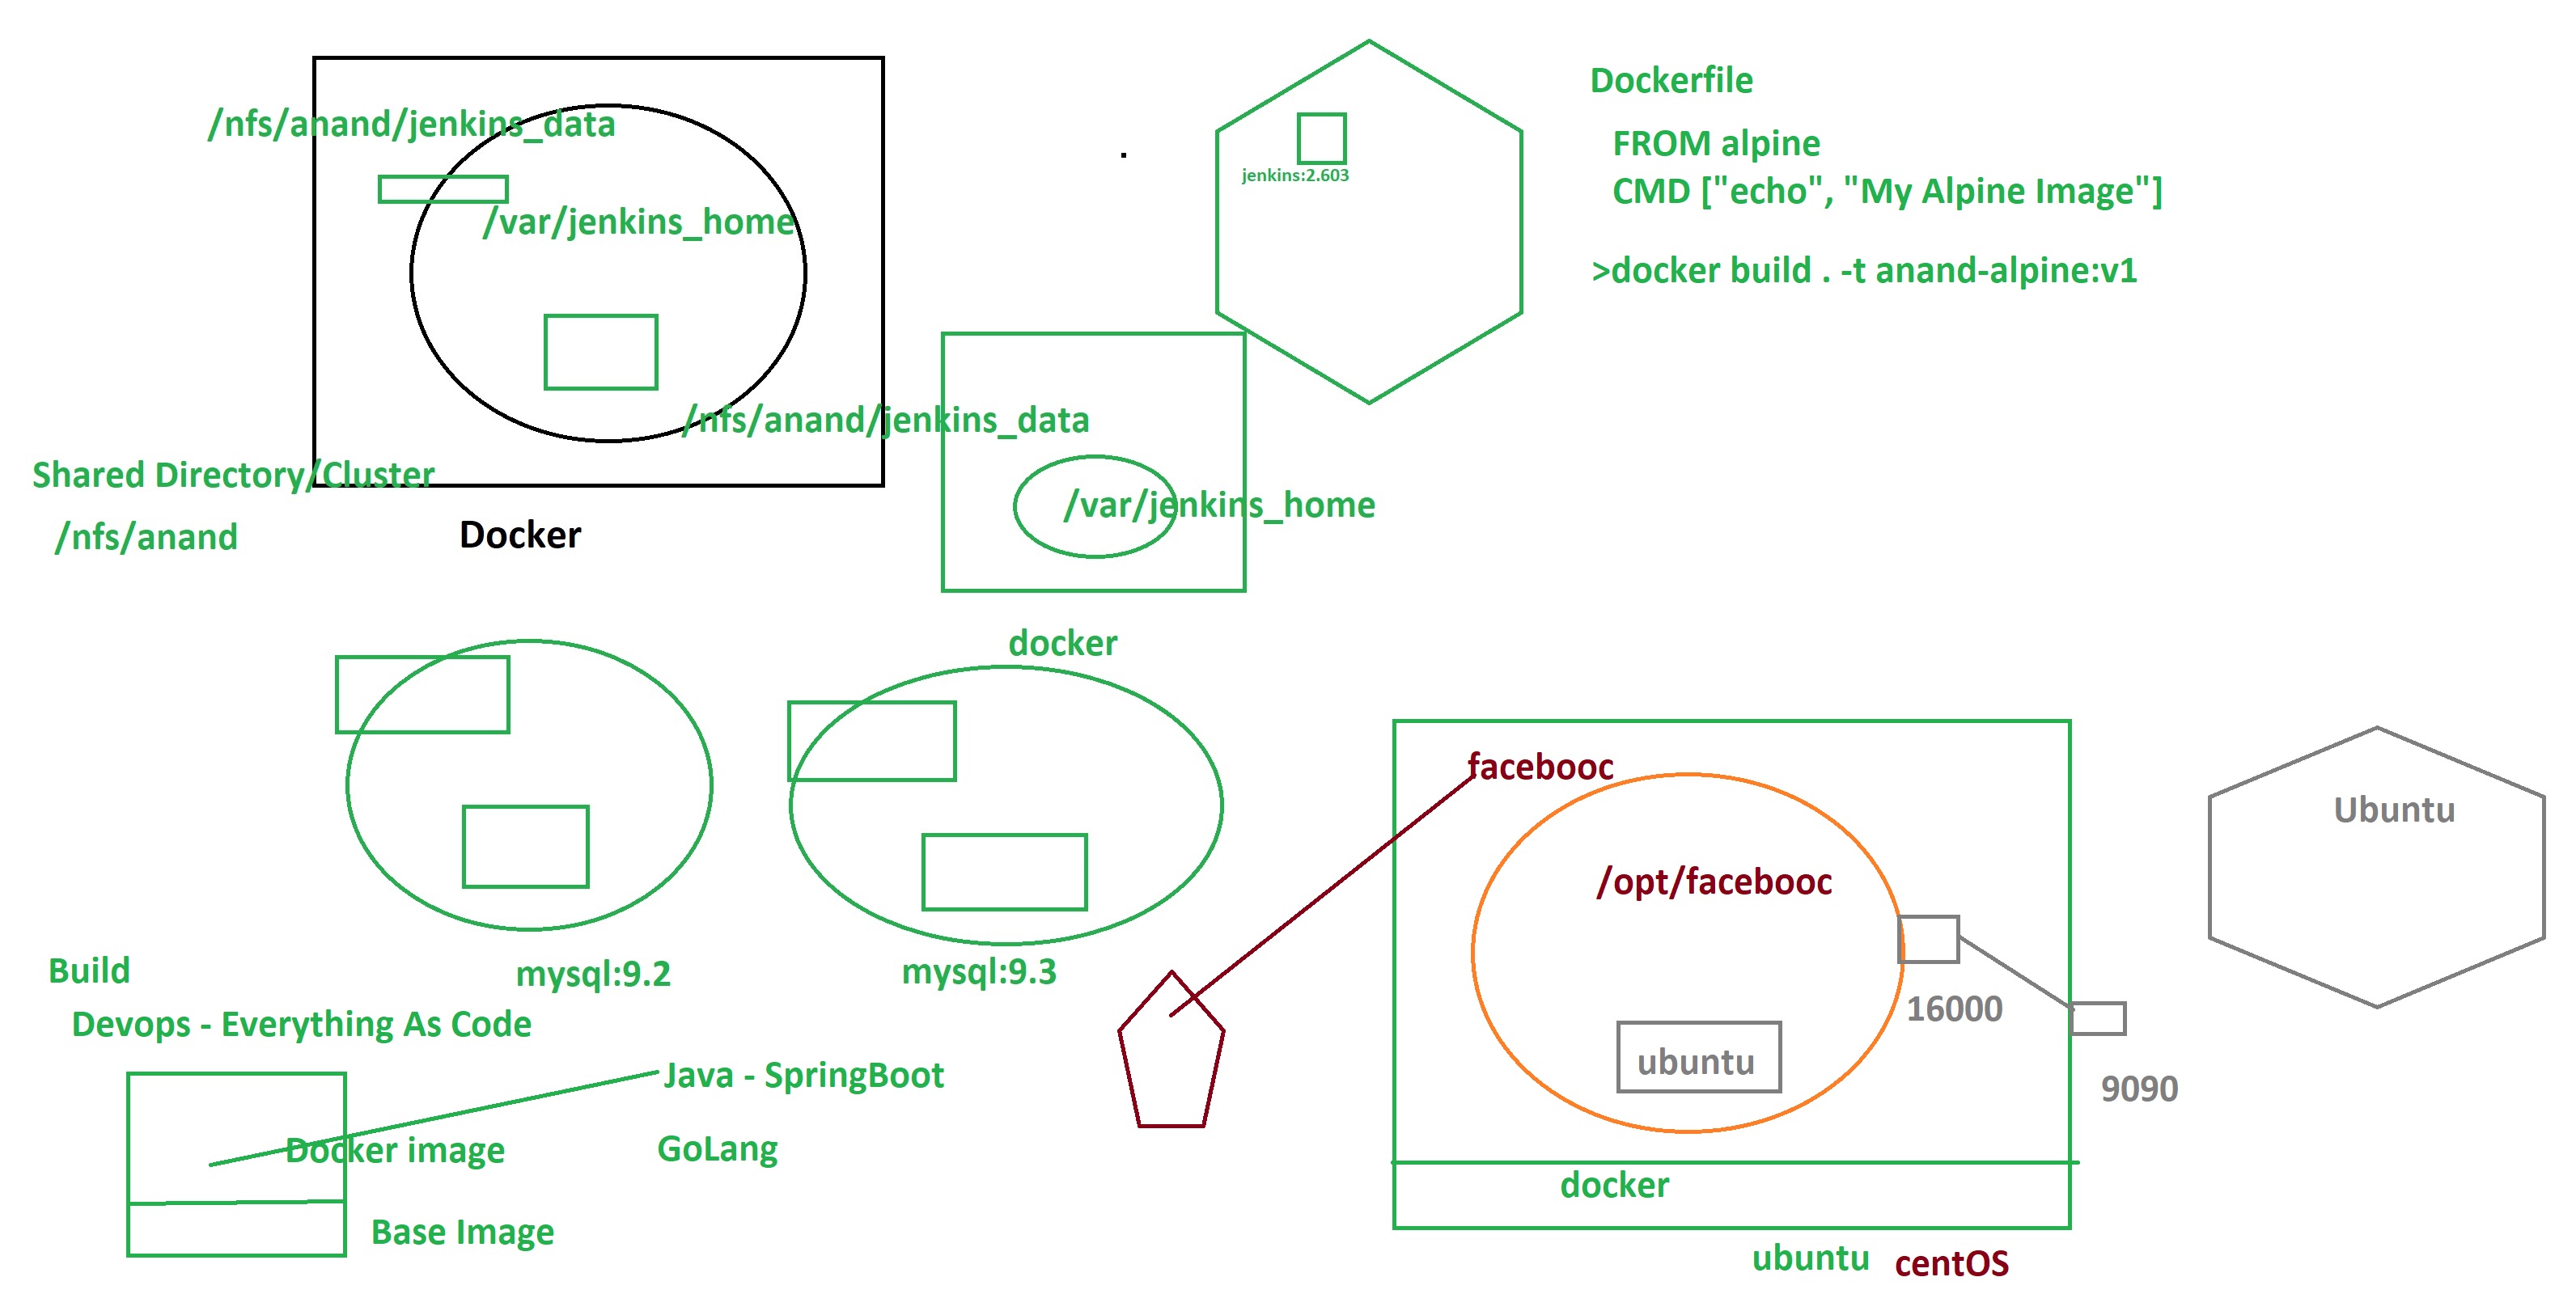 /nfs/anand/jenkins_data
/var/jenkins_home
/nfs/anand/jenkins_data
Shared Directory/Cluster
/nfs/anand
Docker
/var/jenkins_home
docker
jenkins:2.603
Dockerfile
FROM alpine
CMD ["echo", "My Alpine Image"]
>docker build . -t anand-alpine:v1
mysql:9.2
mysql:9.3
Build
Devops - Everything As Code
Java - SpringBoot
Docker image
GoLang
Base Image
facebooc
/opt/facebooc
16000
ubuntu
9090
docker
ubuntu
centOS
Ubuntu